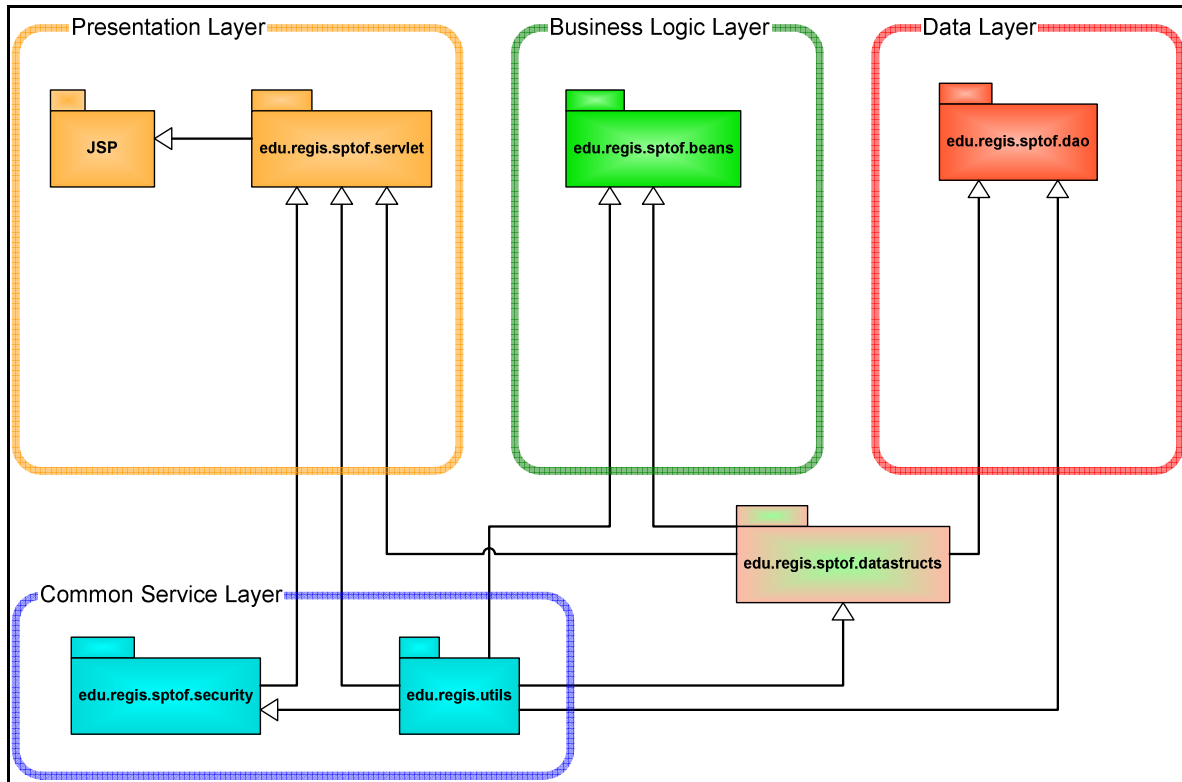 Presentation Layer
Business Logic Layer
Data Layer
JSP
edu.regis.sptof.servlet
edu.regis.sptof.beans
edu.regis.sptof.dao
edu.regis.sptof.datastructs
Common Service Layer
edu.regis.sptof.security
edu.regis.utils